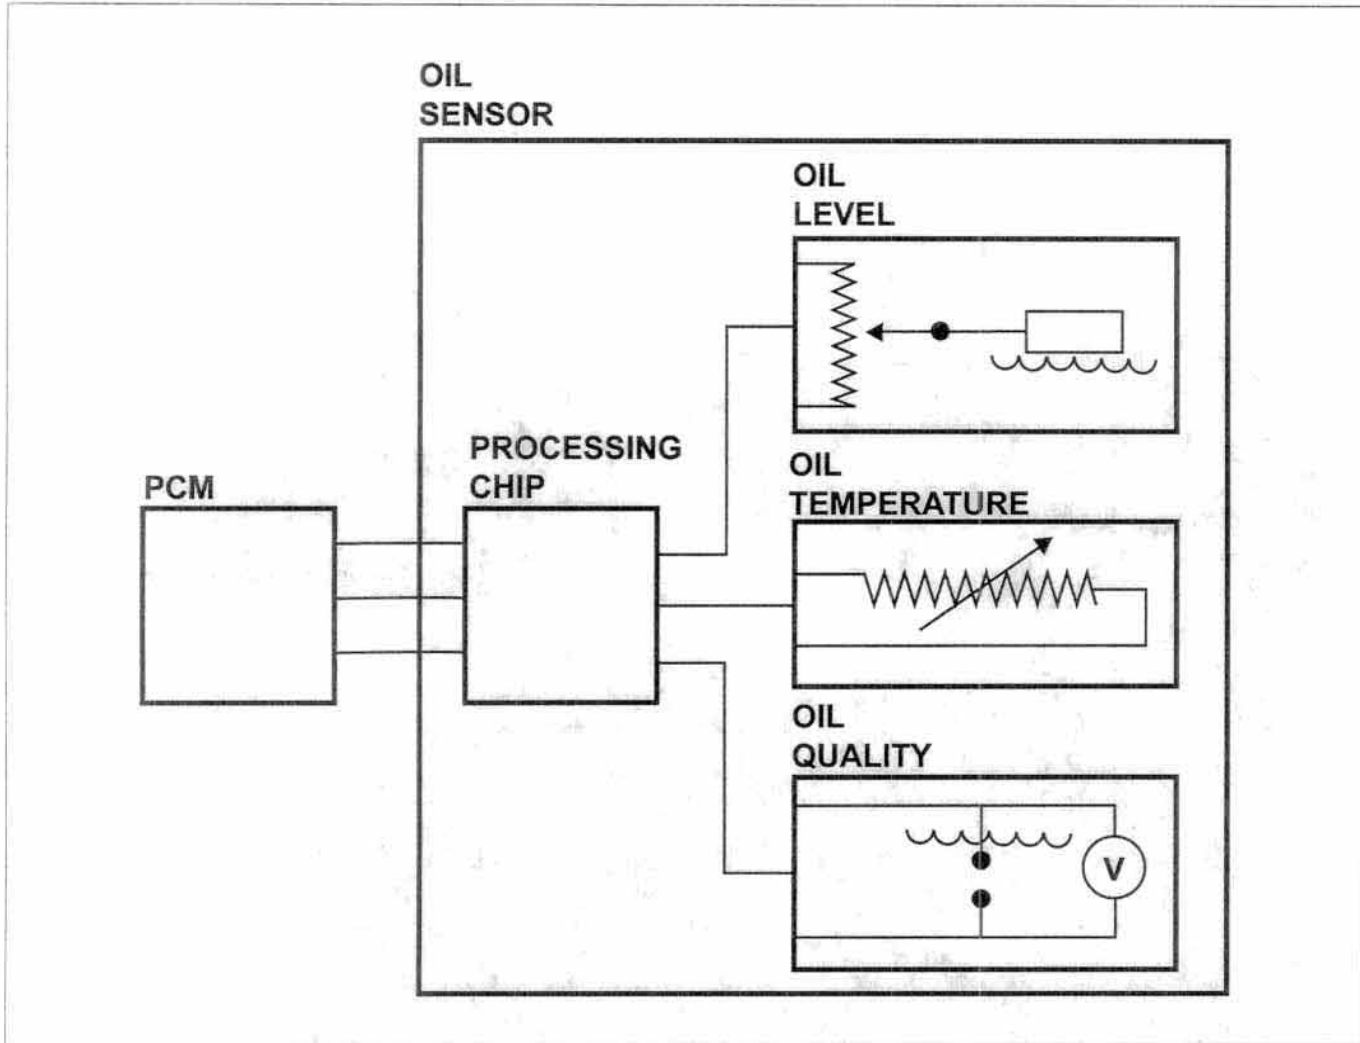 OIL
SENSOR
OIL
LEVEL
PROCESSING
CHIP
PCM
OIL
TEMPERATURE
OIL
QUALITY
V